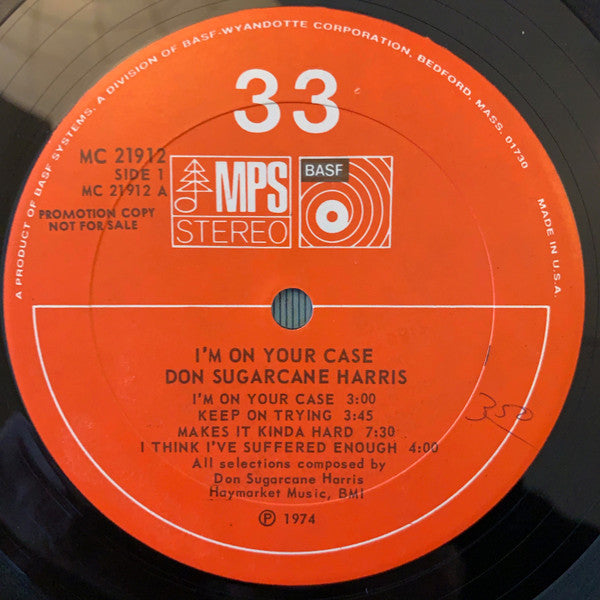 A PRODUCT OF BASF SYSTEMS, A DIVISION OF BASF-WYANDOTTE CORPORATION, BEDFORD, MASS. 01730
MADE IN U.S.A.
33
MC 21912
SIDE 1
MC 21912 A
PROMOTION COPY
NOT FOR SALE
MPS
STEREO
BASF
I'M ON YOUR CASE
DON SUGARCANE HARRIS
I'M ON YOUR CASE 3:00
KEEP ON TRYING 3:45
MAKES IT KINDA HARD 7:30
I THINK I'VE SUFFERED ENOUGH 4:00
All selections composed by
Don Sugarcane Harris
Haymarket Music, BMI
℗ 1974
350